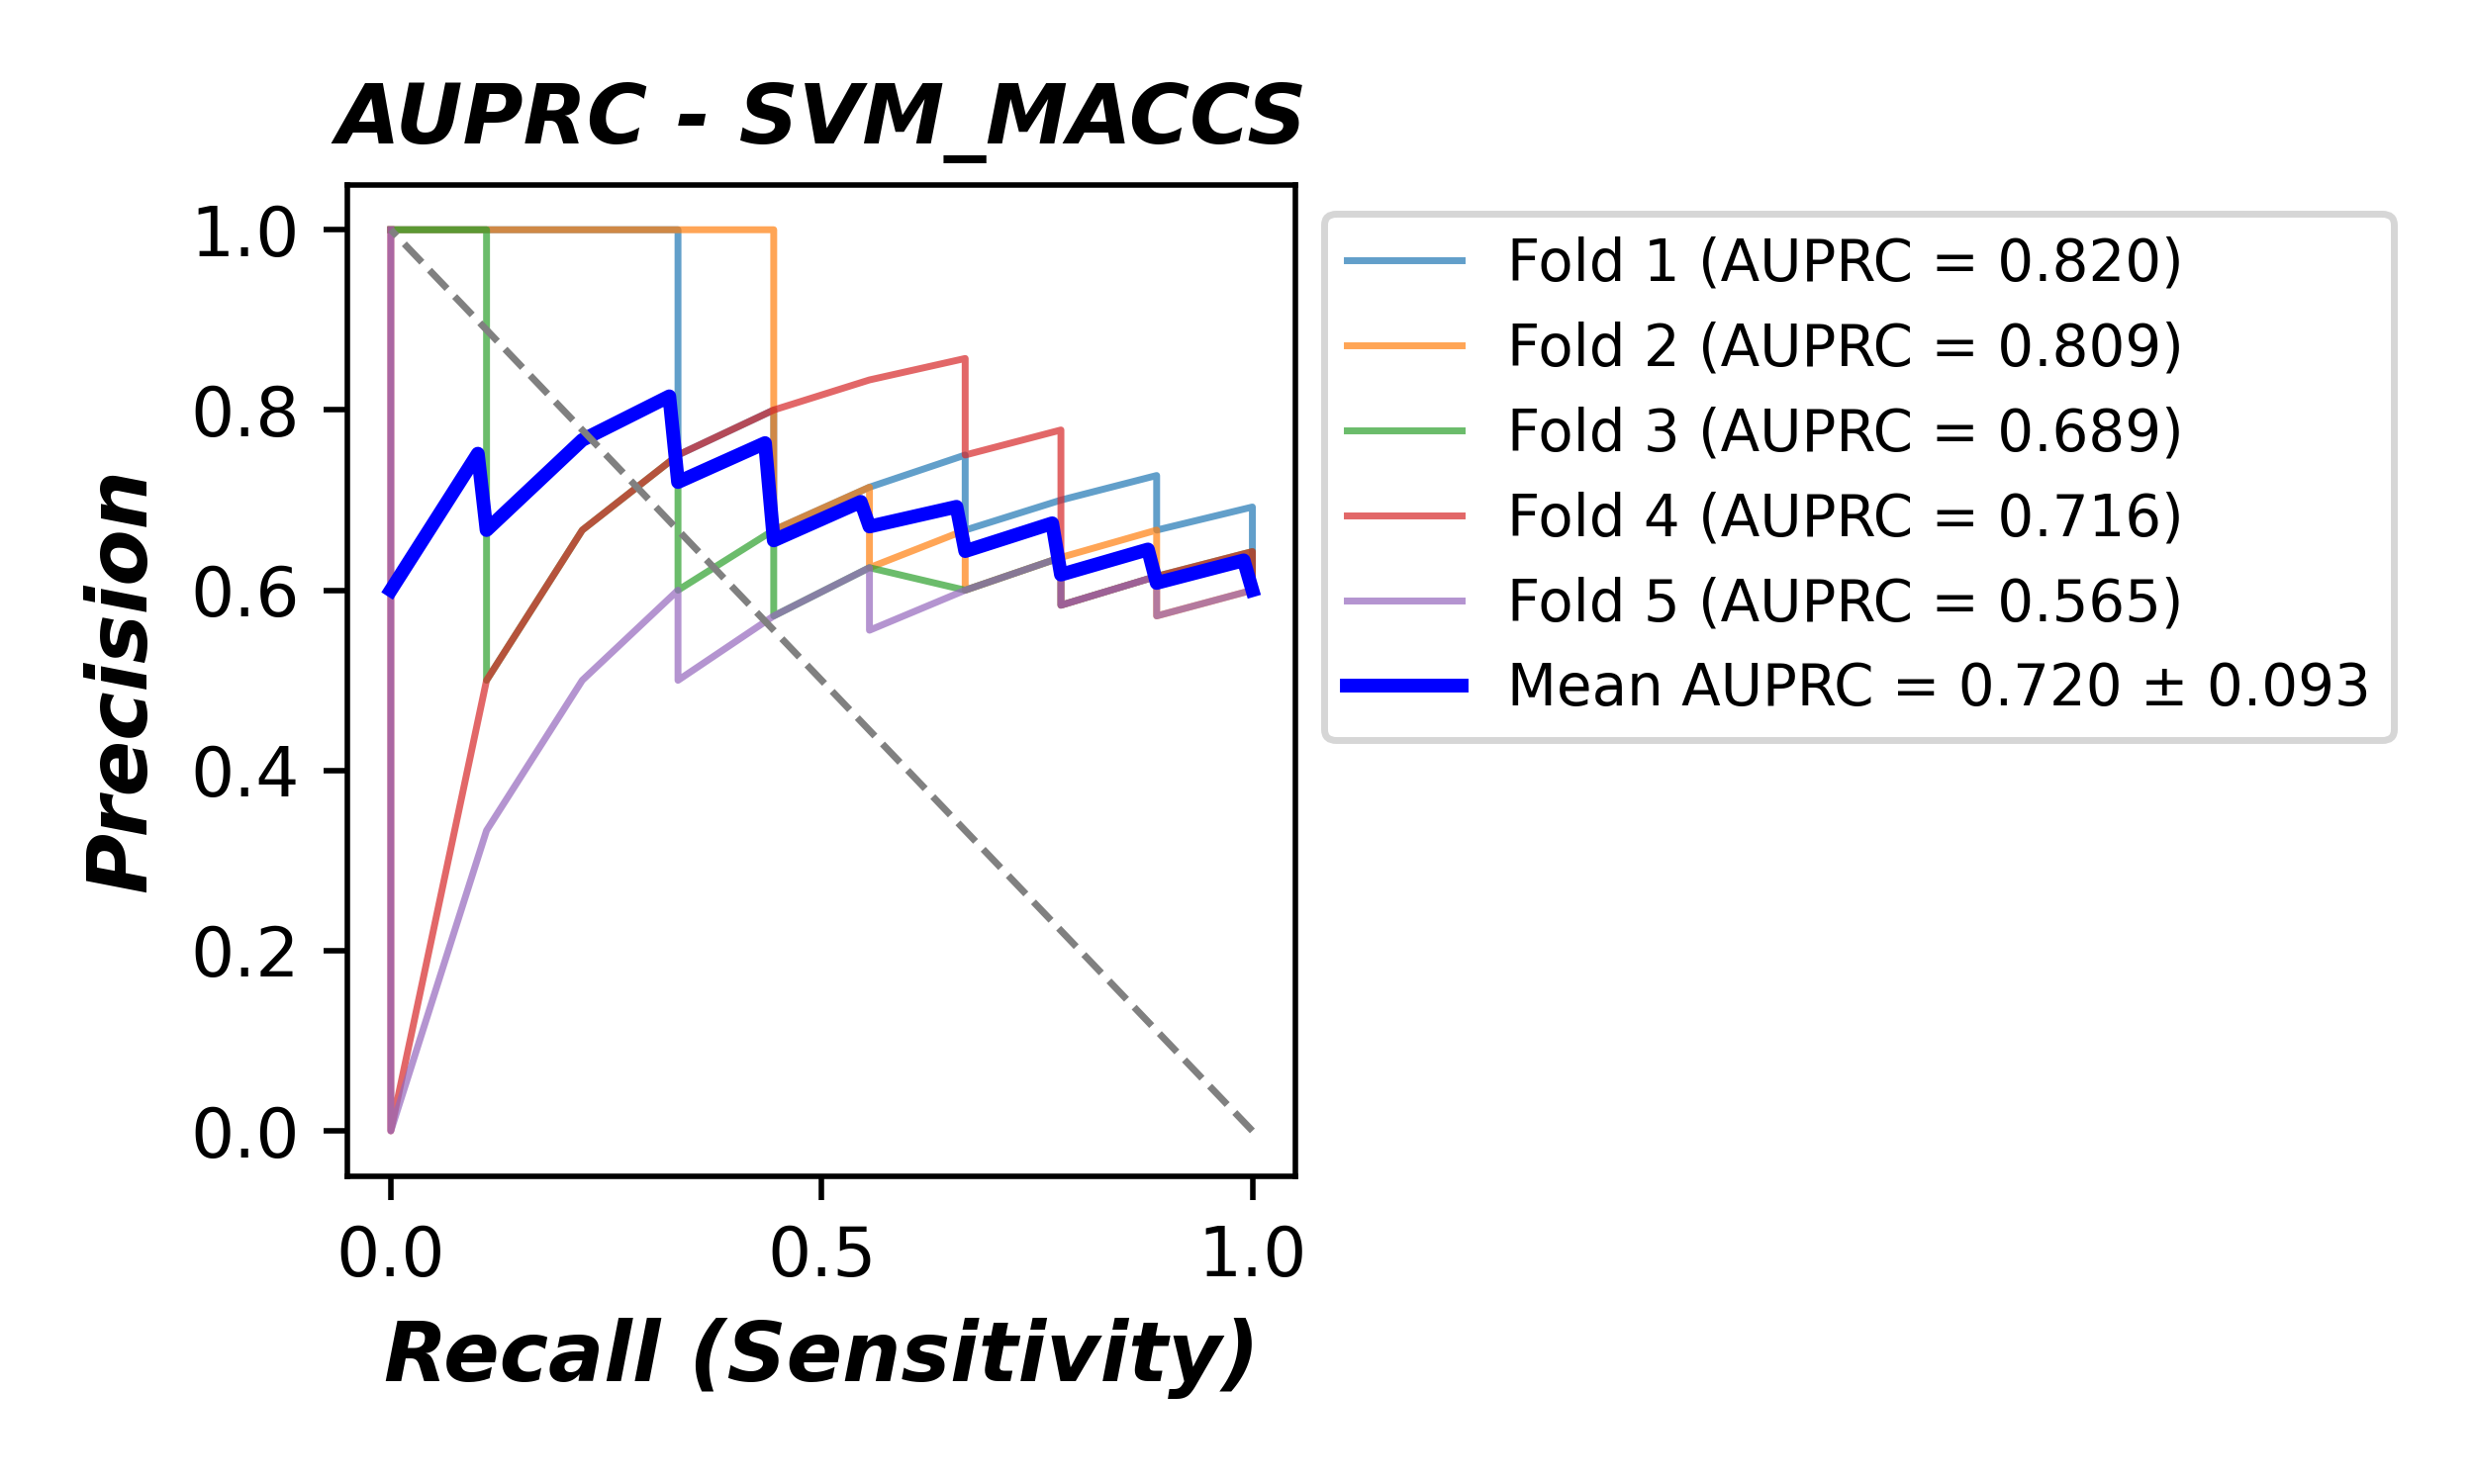 AUPRC - SVM_MACCS
Precision
1.0
0.8
0.6
0.4
0.2
0.0
0.0 0.5 1.0
Recall (Sensitivity)
Fold 1 (AUPRC = 0.820)
Fold 2 (AUPRC = 0.809)
Fold 3 (AUPRC = 0.689)
Fold 4 (AUPRC = 0.716)
Fold 5 (AUPRC = 0.565)
Mean AUPRC = 0.720 ± 0.093